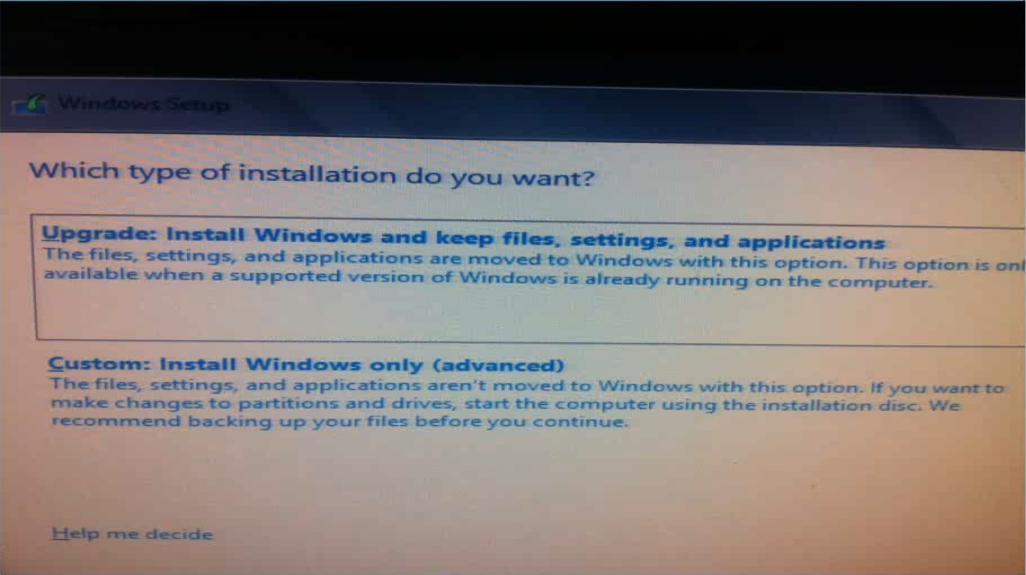 Windows Setup
Which type of installation do you want?
Upgrade: Install Windows and keep files, settings, and applications
The files, settings, and applications are moved to Windows with this option. This option is
available when a supported version of Windows is already running on the computer.
Custom: Install Windows only (advanced)
The files, settings, and applications aren't moved to Windows with this option. If you want to
make changes to partitions and drives, start the computer using the installation disc. We
recommend backing up your files before you continue.
Help me decide